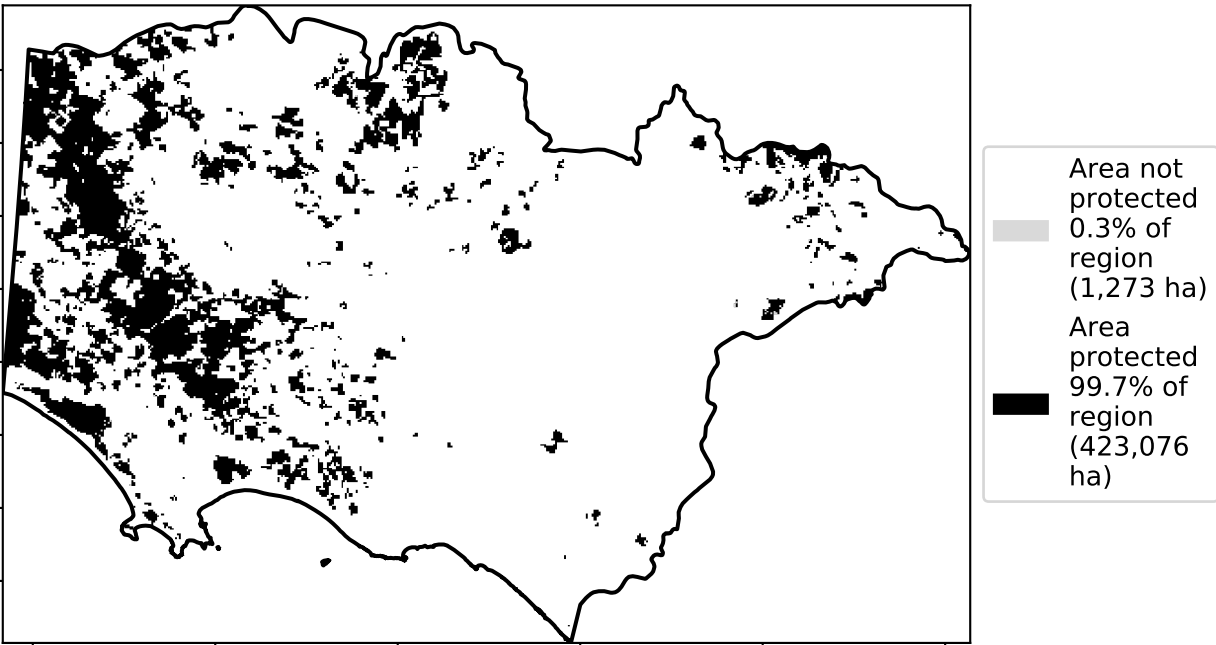 Area not
protected
0.3% of
region
(1,273 ha)
Area
protected
99.7% of
region
(423,076
ha)